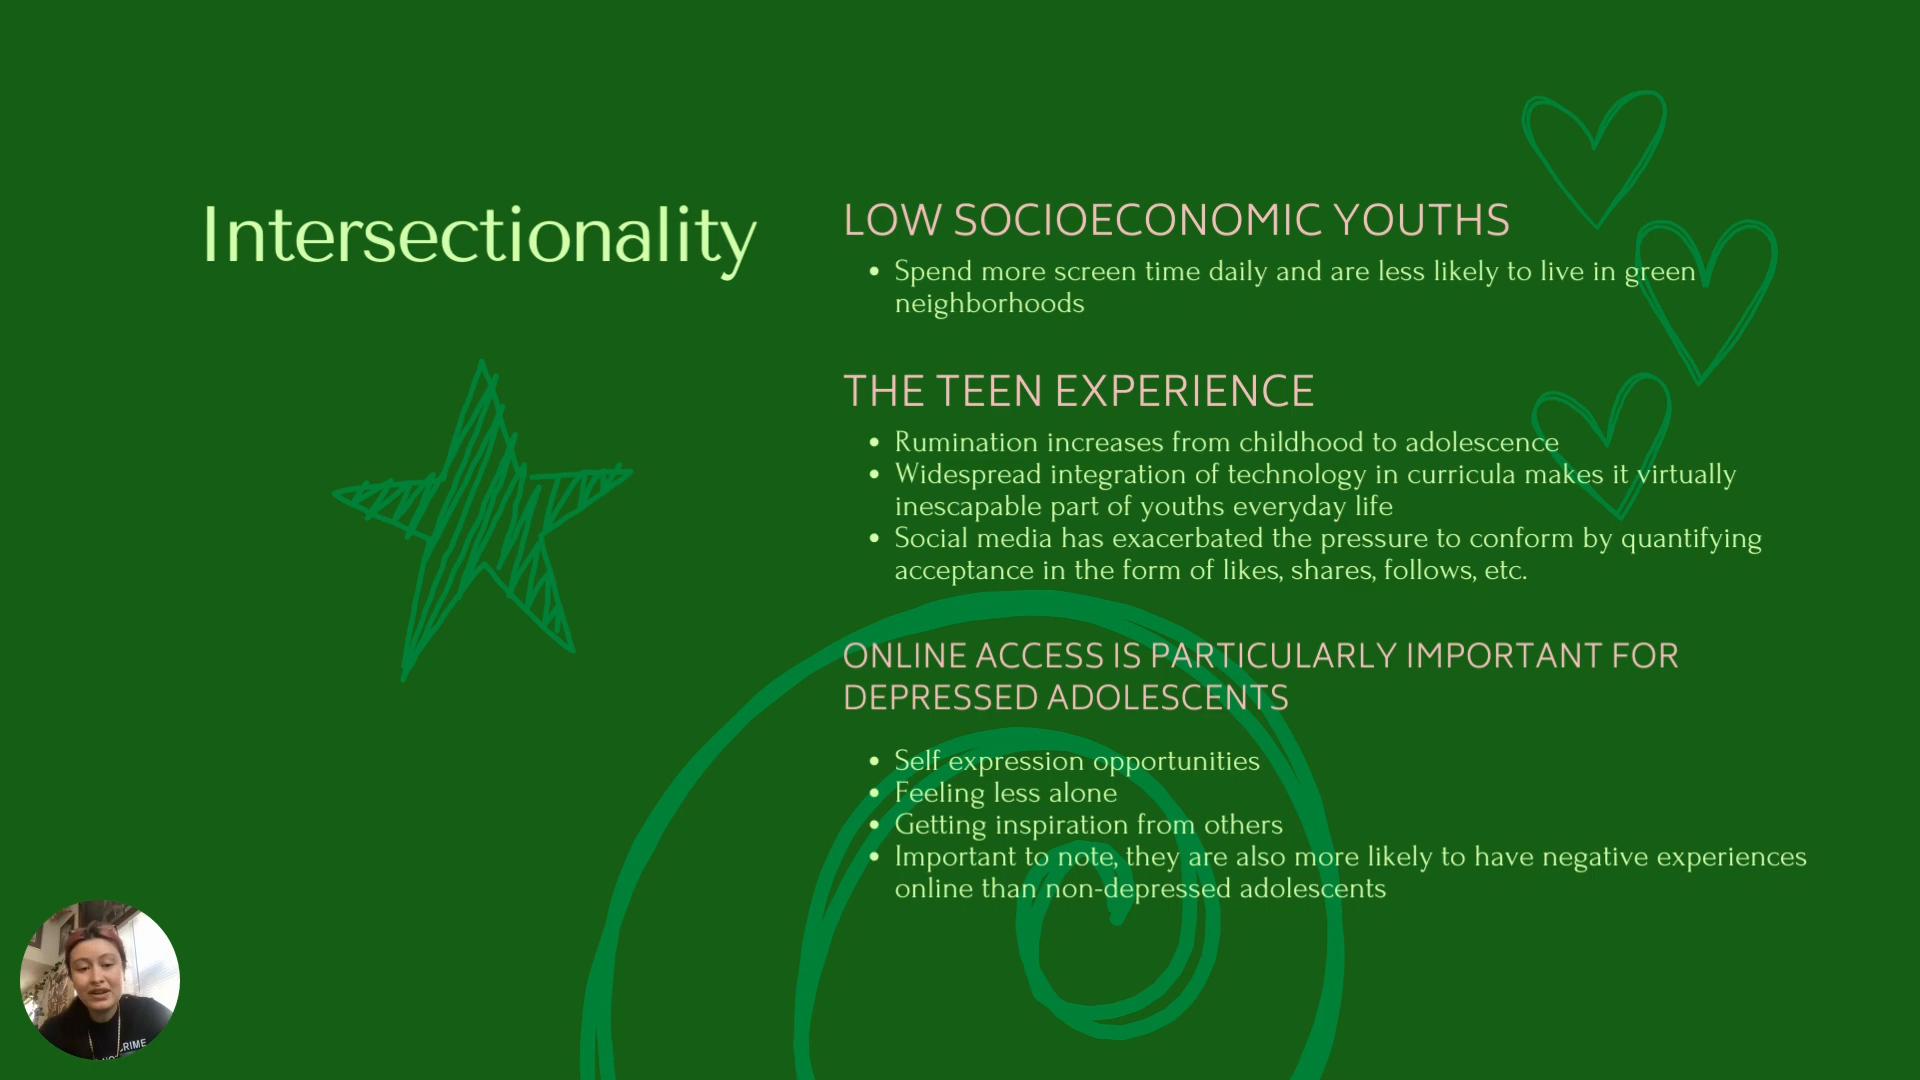 Intersectionality
LOW SOCIOECONOMIC YOUTHS
• Spend more screen time daily and are less likely to live in green
neighborhoods
THE TEEN EXPERIENCE
• Rumination increases from childhood to adolescence
• Widespread integration of technology in curricula makes it virtually
inescapable part of youths everyday life
• Social media has exacerbated the pressure to conform by quantifying
acceptance in the form of likes, shares, follows, etc.
ONLINE ACCESS IS PARTICULARLY IMPORTANT FOR
DEPRESSED ADOLESCENTS
• Self expression opportunities
• Feeling less alone
• Getting inspiration from others
• Important to note, they are also more likely to have negative experiences
online than non-depressed adolescents